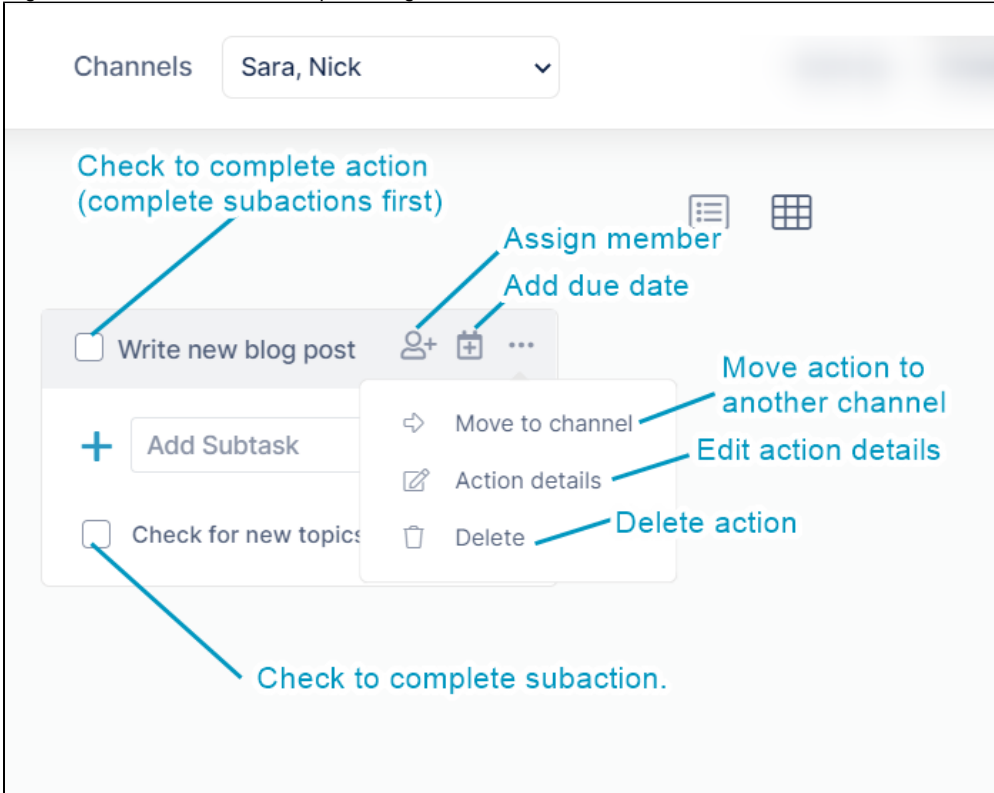 Channels Sara, Nick
Check to complete action
(complete subactions first)
Assign member
Add due date
Write new blog post
Move action to
another channel
Move to channel
Add Subtask
Edit action details
Action details
Delete action
Check for new topics
Delete
Check to complete subaction.